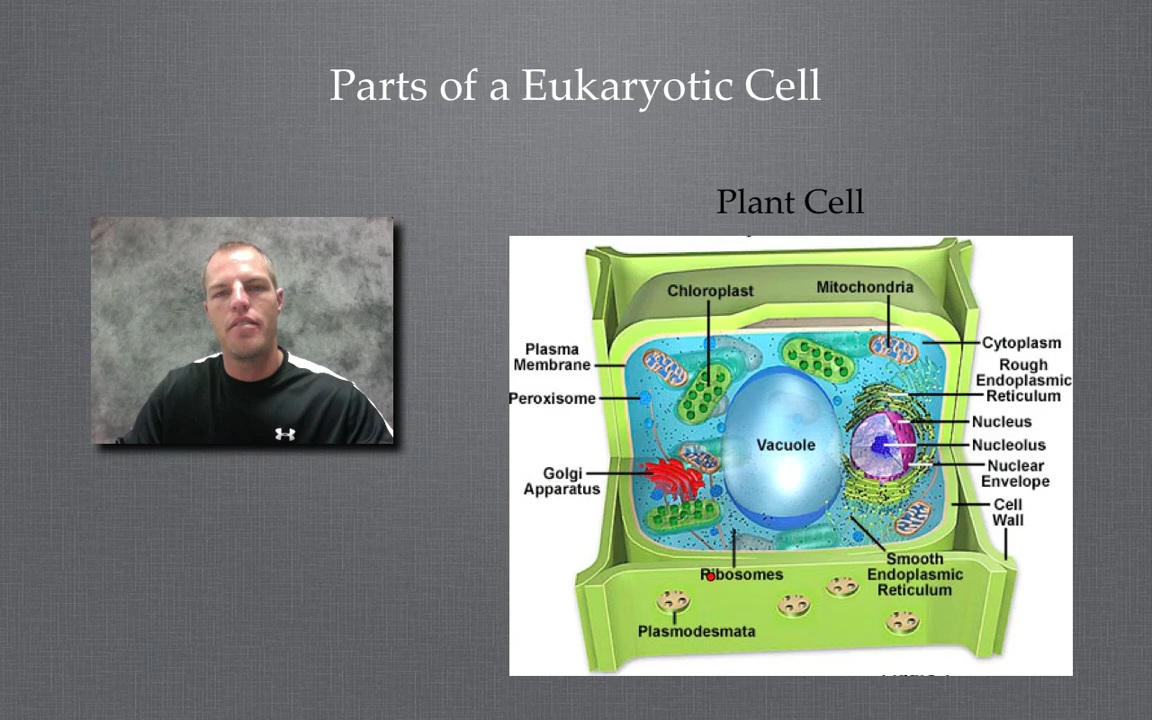 Parts of a Eukaryotic Cell
Plant Cell
Chloroplast
Mitochondria
Plasma
Membrane
Peroxisome
Golgi
Apparatus
Vacuole
Cytoplasm
Rough
Endoplasmic
Reticulum
Nucleus
Nucleolus
Nuclear
Envelope
Cell
Wall
Ribosomes
Smooth
Endoplasmic
Reticulum
Plasmodesmata